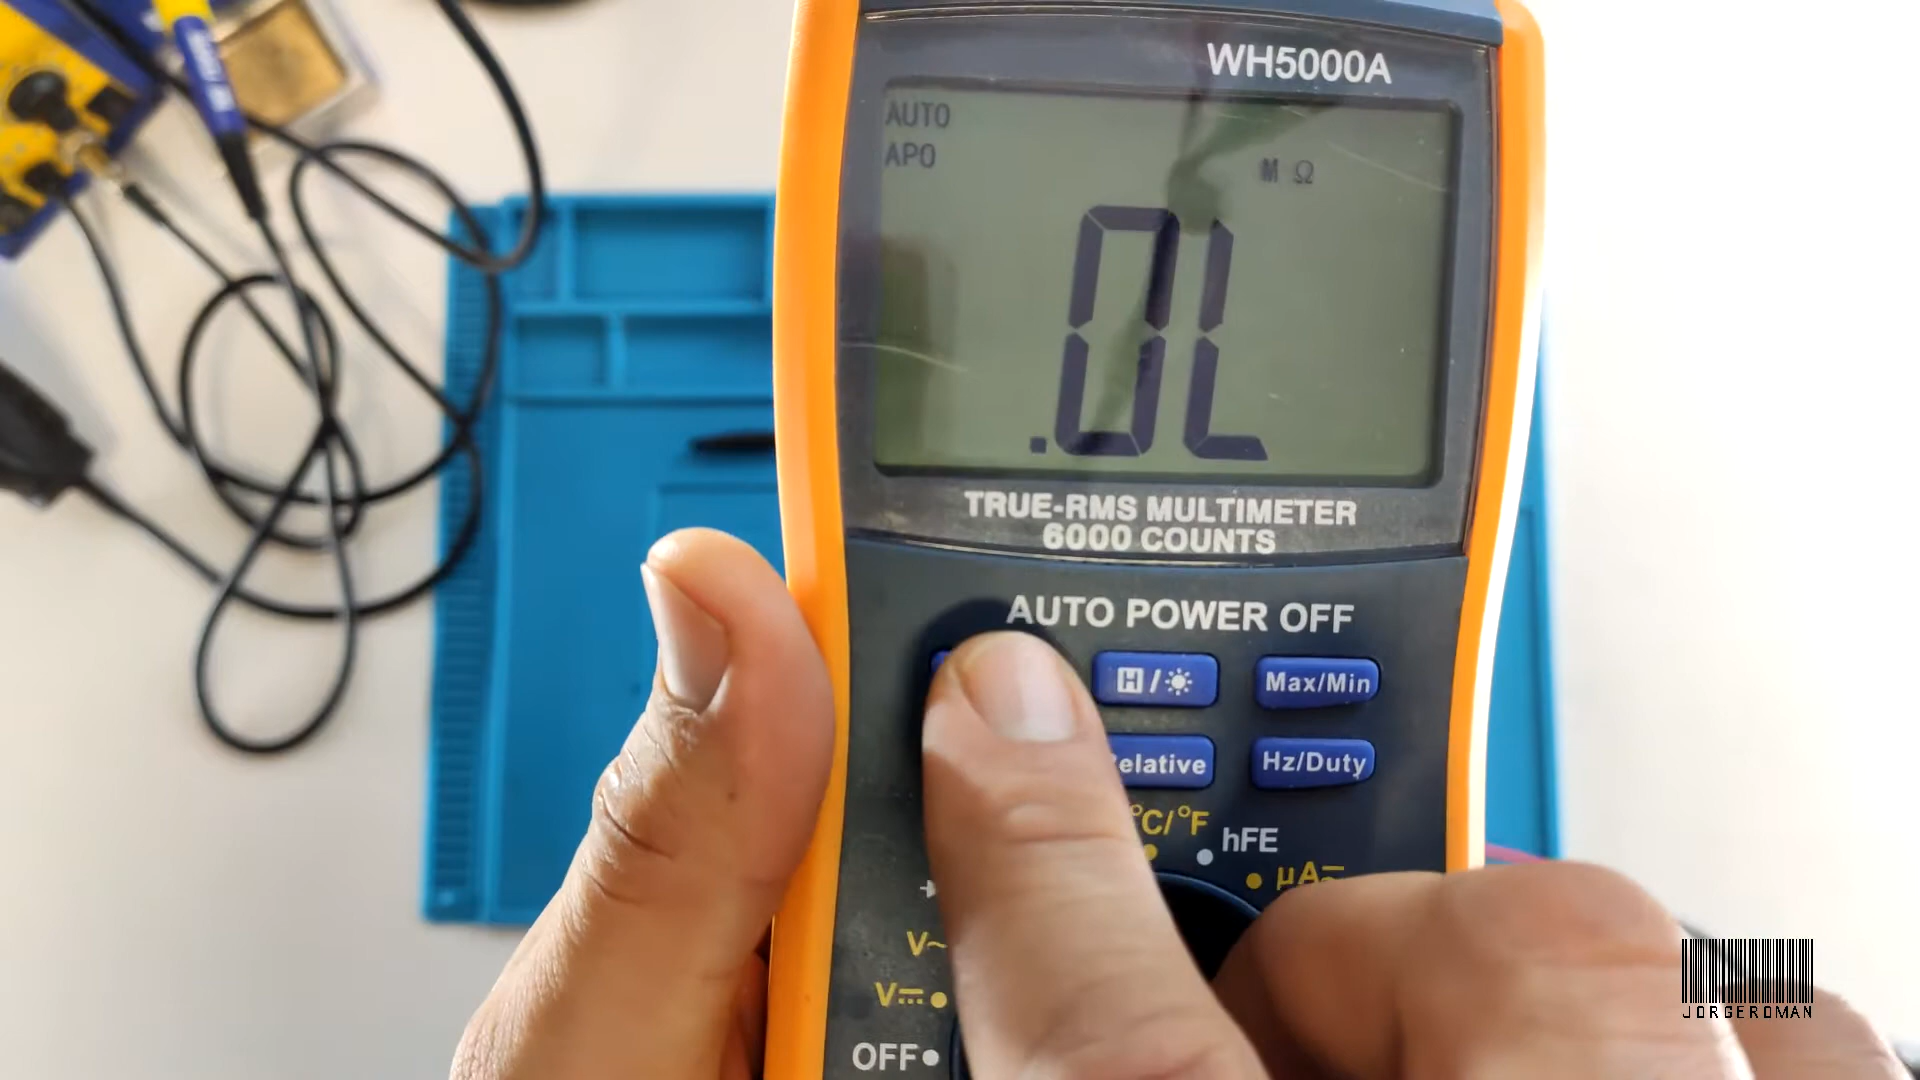 WH5000A
AUTO
APO
M Ω
.0L
TRUE-RMS MULTIMETER
6000 COUNTS
AUTO POWER OFF
H / ☀
Max/Min
elative
Hz/Duty
°C/°F
hFE
µA
V~
V⎓
OFF
JORGEROMAN